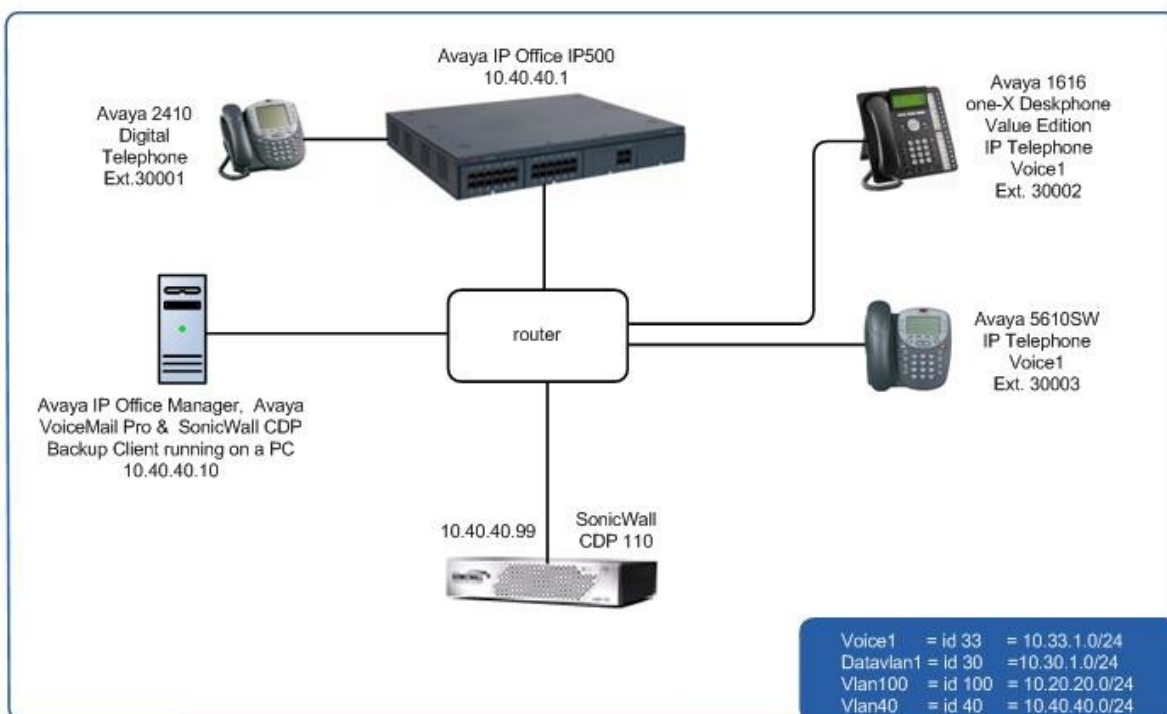 Avaya IP Office IP500
10.40.40.1
Avaya 2410
Digital
Telephone
Ext.30001
Avaya 1616
one-X Deskphone
Value Edition
IP Telephone
Voice1
Ext. 30002
router
Avaya 5610SW
IP Telephone
Voice1
Ext. 30003
Avaya IP Office Manager, Avaya
VoiceMail Pro & SonicWall CDP
Backup Client running on a PC
10.40.40.10
10.40.40.99
SonicWall
CDP 110
Voice1 = id 33 = 10.33.1.0/24
Datavlan1 = id 30 =10.30.1.0/24
Vlan100 = id 100 = 10.20.20.0/24
Vlan40 = id 40 = 10.40.40.0/24